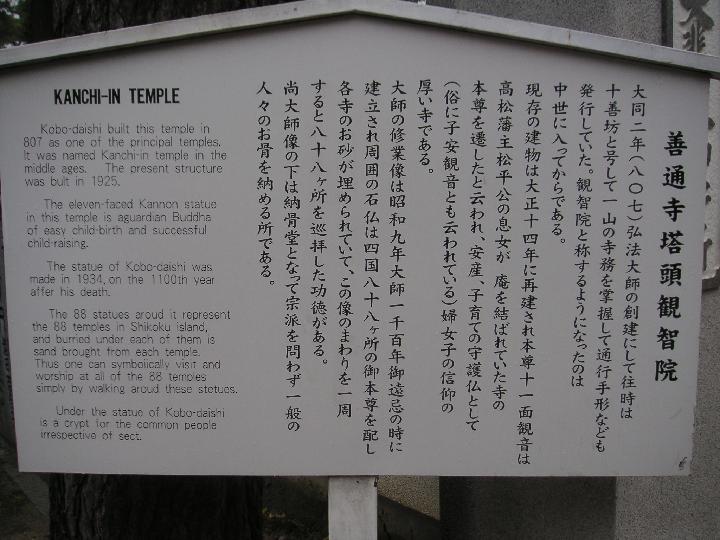 KANCHI-IN TEMPLE
Kobo-daishi built this temple in
807 as one of the principal temples.
It was named Kanchi-in temple in the
middle ages. The present structure
was bult in 1925.
The eleven-faced Kannon statue
in this temple is aguardian Buddha
of easy child-birth and successful
child-raising.
The statue of Kobo-daishi was
made in 1934, on the 1100th year
affer his death.
The 88 statues aroud it represent
the 88 temples in Shikoku island,
and burried under each of them is
sand brought from each temple.
Thus one can symbolically visit and
worship at all of the 88 temples
simply by walking aroud these stetues.
Under the statue of Kobo-daishi
is a crypt for the common people
irrespective of sect.
善通寺塔頭観智院
大同二年(八〇七)弘法大師の創建にして往時は
十善坊と号して一山の寺務を掌握して通行手形なども
発行していた。観智院と称するようになったのは
中世に入ってからである。
現存の建物は大正十四年に再建され本尊十一面観音は
高松藩主松平公の息女が 庵を結ばれていた寺の
本尊を遷したと云われ、安産、子育ての守護仏として
(俗に子安観音とも云われている)婦女子の信仰の
厚い寺である。
大師の修業像は昭和九年大師一千百年御遠忌の時に
建立され周囲の石仏は四国八十八ヶ所の御本尊を配し
各寺のお砂が埋められていて、この像のまわりを一周
すると八十八ヶ所を巡拝した功徳がある。
尚大師像の下は納骨堂となって宗派を問わず一般の
人々のお骨を納める所である。